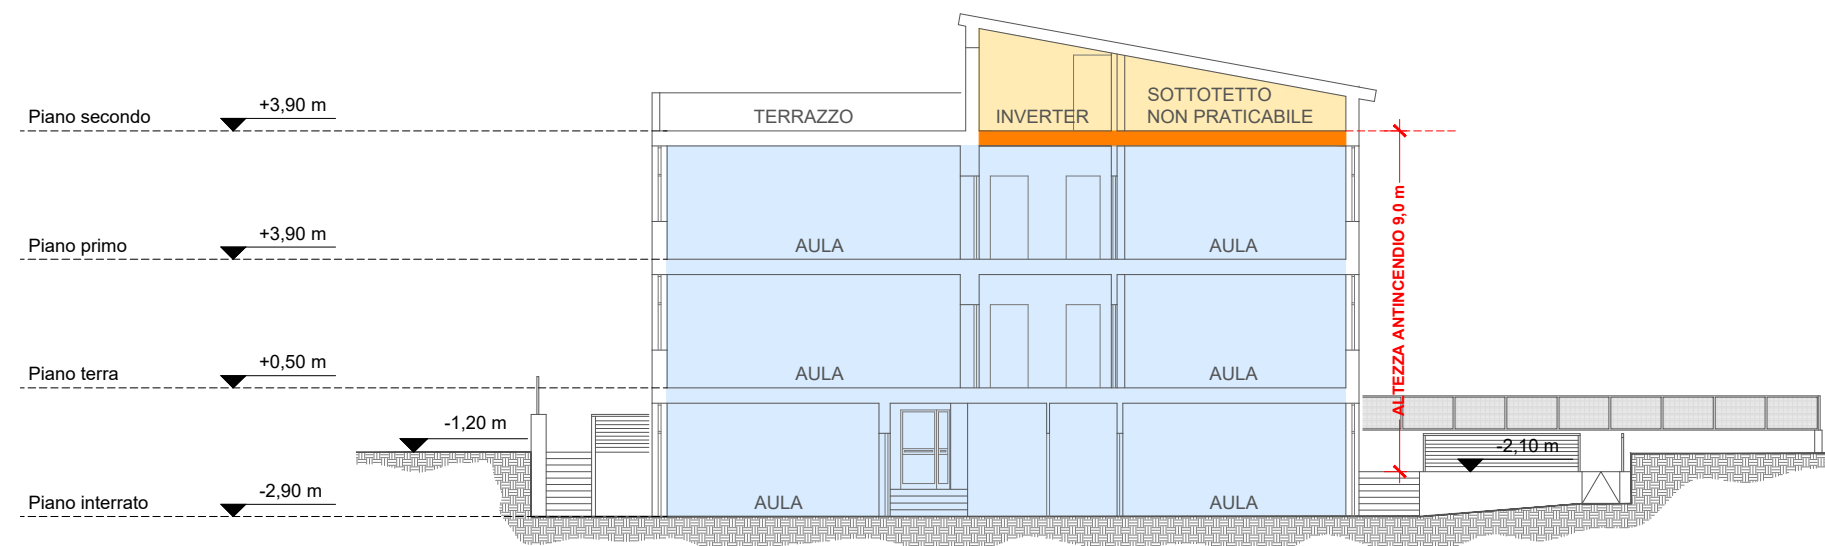 Piano secondo
+3,90 m
TERRAZZO
INVERTER
SOTTOTETTO
NON PRATICABILE
Piano primo
+3,90 m
AULA
AULA
ALTEZZA ANTINCENDIO 9,0 m
Piano terra
+0,50 m
AULA
AULA
-1,20 m
-2,10 m
Piano interrato
-2,90 m
AULA
AULA